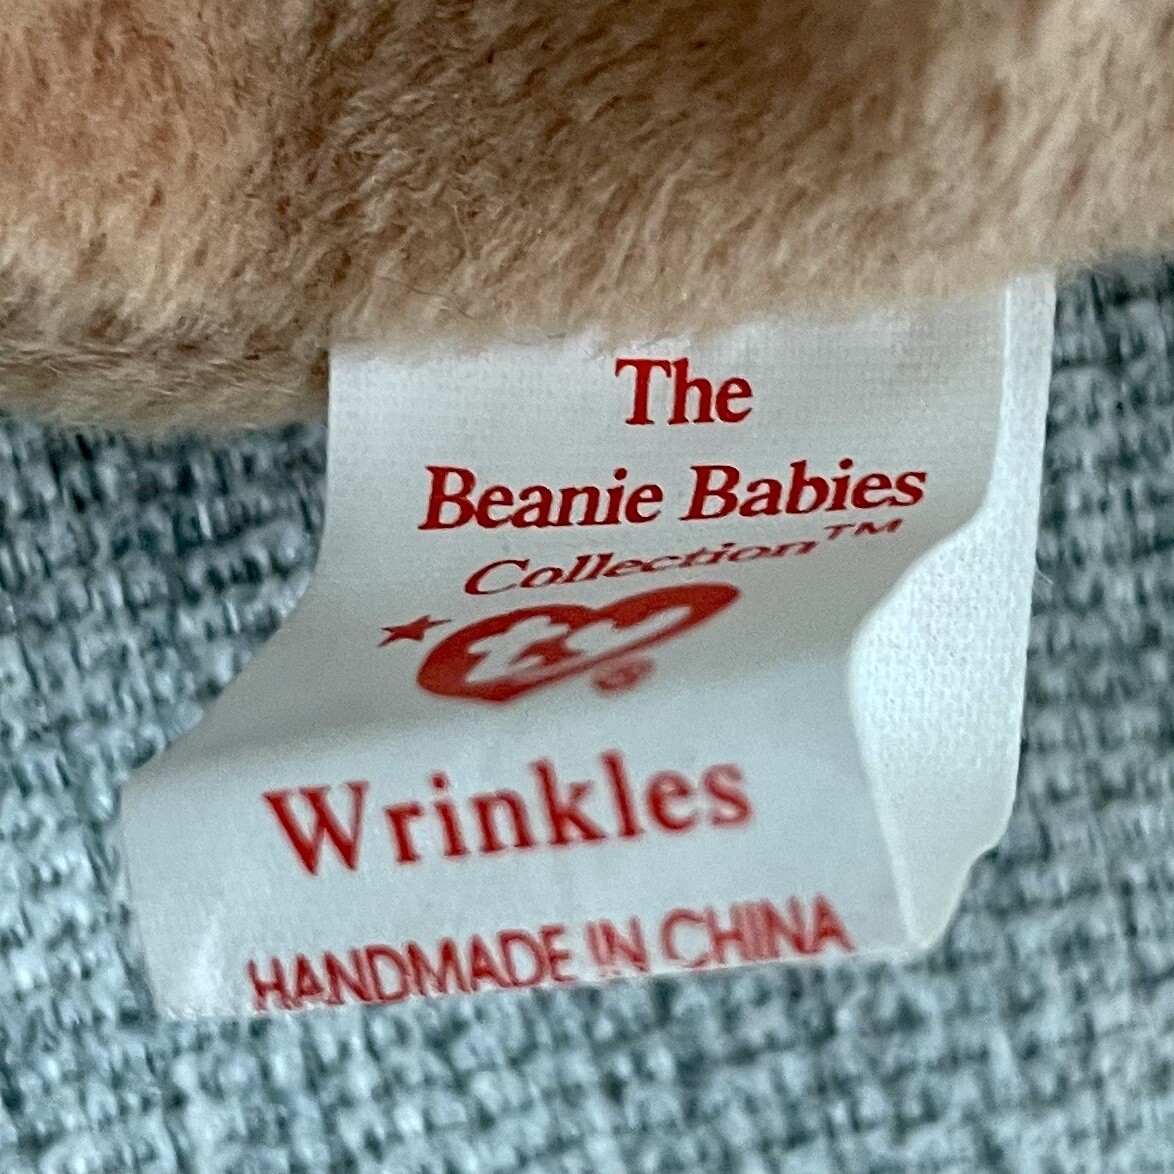 The
Beanie Babies
Collection™
ty®
Wrinkles
HANDMADE IN CHINA